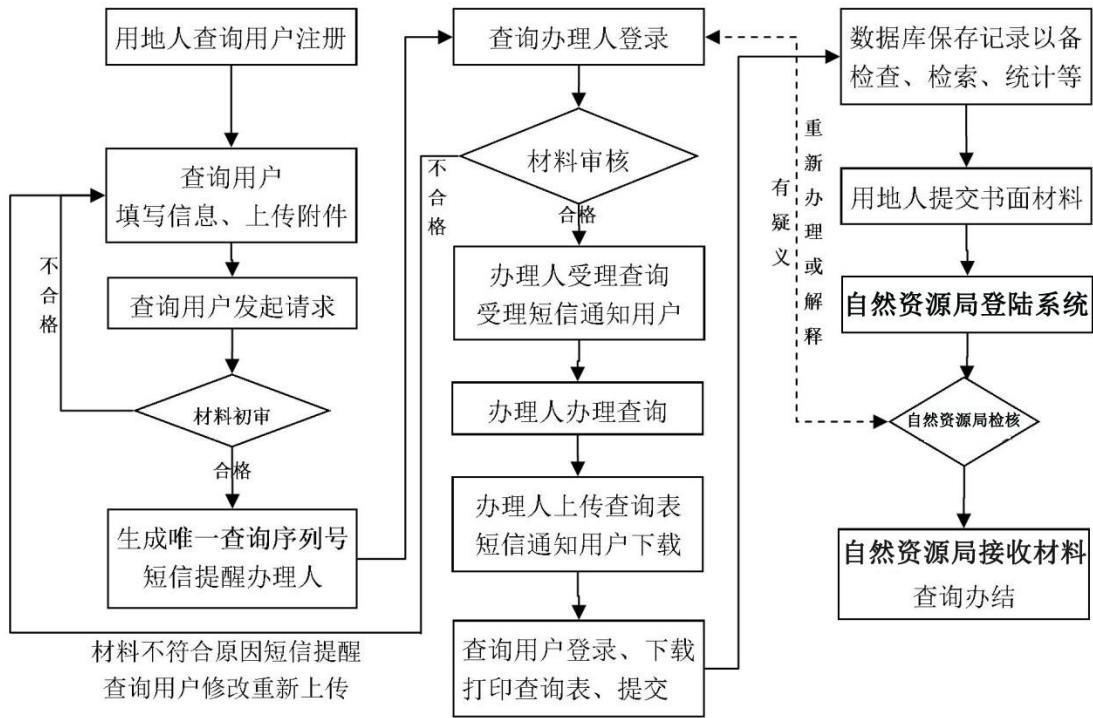 用地人查询用户注册
查询用户
填写信息、上传附件
不合格
查询用户发起请求
材料初审
合格
生成唯一查询序列号
短信提醒办理人
材料不符合原因短信提醒
查询用户修改重新上传
查询办理人登录
材料审核
不合格
合格
办理人受理查询
受理短信通知用户
办理人办理查询
办理人上传查询表
短信通知用户下载
查询用户登录、下载
打印查询表、提交
有疑义
重新办理或解释
数据库保存记录以备
检查、检索、统计等
用地人提交书面材料
自然资源局登陆系统
自然资源局检核
自然资源局接收材料
查询办结